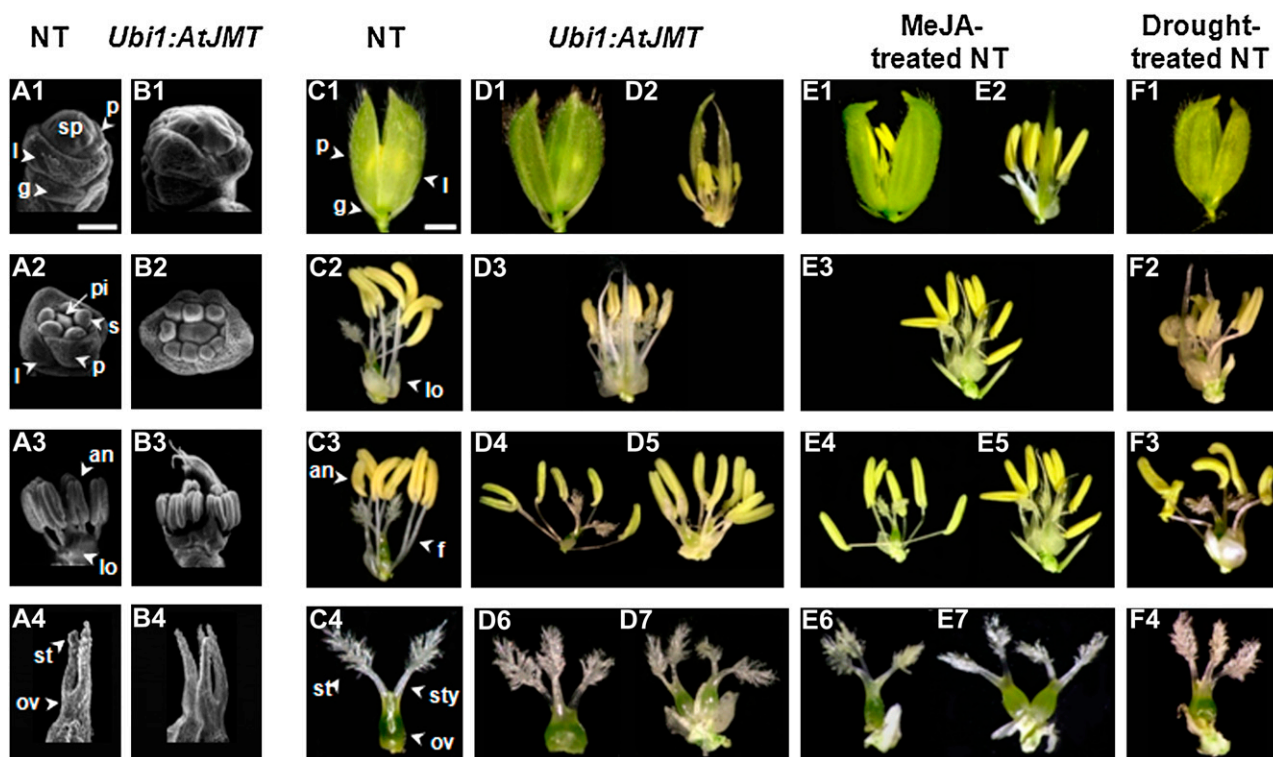 NT Ubi1:AtJMT NT Ubi1:AtJMT MeJA-treated NT Drought-treated NT
A1 B1 C1 D1 D2 E1 E2 F1
sp p
l
g
p
l
g
A2 B2 C2 D3 E3 F2
pi
s
l p
lo
A3 B3 C3 D4 D5 E4 E5 F3
an
lo
an
f
A4 B4 C4 D6 D7 E6 E7 F4
st
ov
st sty
ov